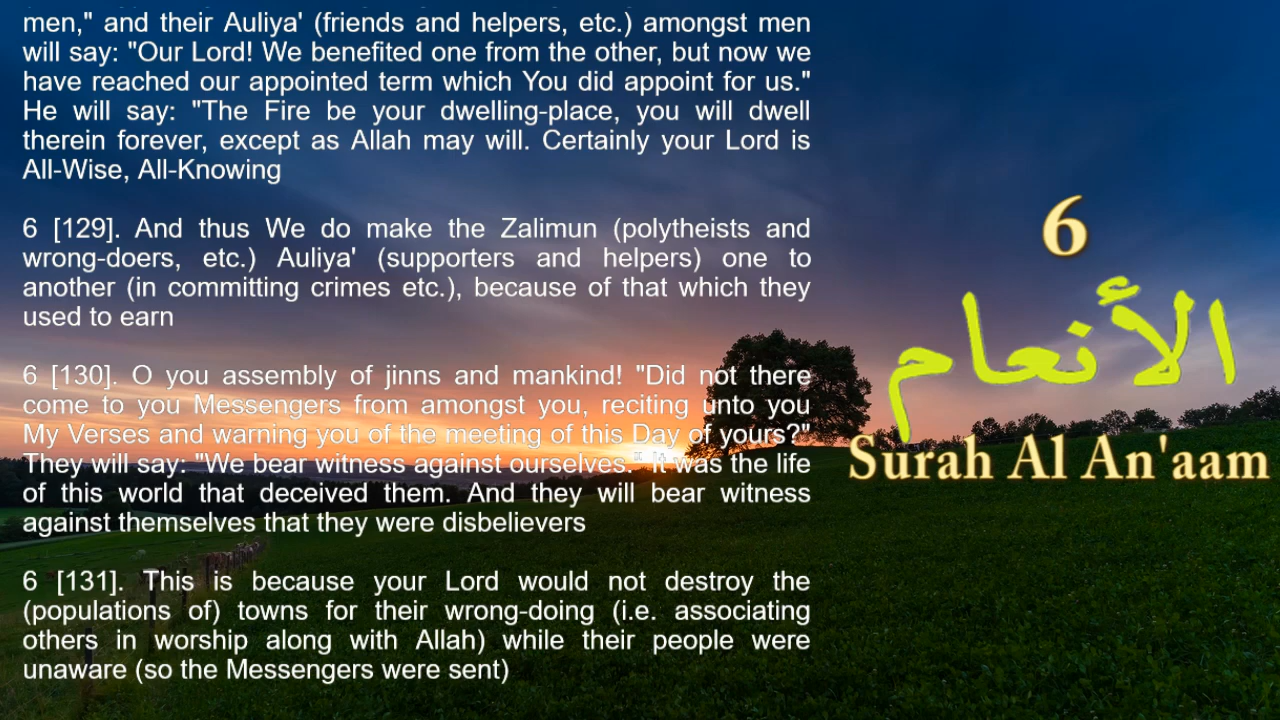 men," and their Auliya' (friends and helpers, etc.) amongst men
will say: "Our Lord! We benefited one from the other, but now we
have reached our appointed term which You did appoint for us."
He will say: "The Fire be your dwelling-place, you will dwell
therein forever, except as Allah may will. Certainly your Lord is
All-Wise, All-Knowing
6 [129]. And thus We do make the Zalimun (polytheists and
wrong-doers, etc.) Auliya' (supporters and helpers) one to
another (in committing crimes etc.), because of that which they
used to earn
6 [130]. O you assembly of jinns and mankind! "Did not there
come to you Messengers from amongst you, reciting unto you
My Verses and warning you of the meeting of this Day of yours?"
They will say: "We bear witness against ourselves." It was the life
of this world that deceived them. And they will bear witness
against themselves that they were disbelievers
6 [131]. This is because your Lord would not destroy the
(populations of) towns for their wrong-doing (i.e. associating
others in worship along with Allah) while their people were
unaware (so the Messengers were sent)
6
الأنعام
Surah Al An'aam